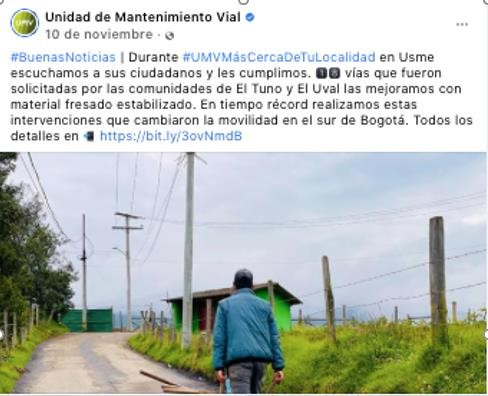 Unidad de Mantenimiento Vial
UMV
10 de noviembre ·
#BuenasNoticias | Durante #UMVMásCercaDeTuLocalidad en Usme
escuchamos a sus ciudadanos y les cumplimos. 1️⃣8️⃣ vías que fueron
solicitadas por las comunidades de El Tuno y El Uval las mejoramos con
material fresado estabilizado. En tiempo récord realizamos estas
intervenciones que cambiaron la movilidad en el sur de Bogotá. Todos los
detalles en 📲 https://bit.ly/3ovNmdB